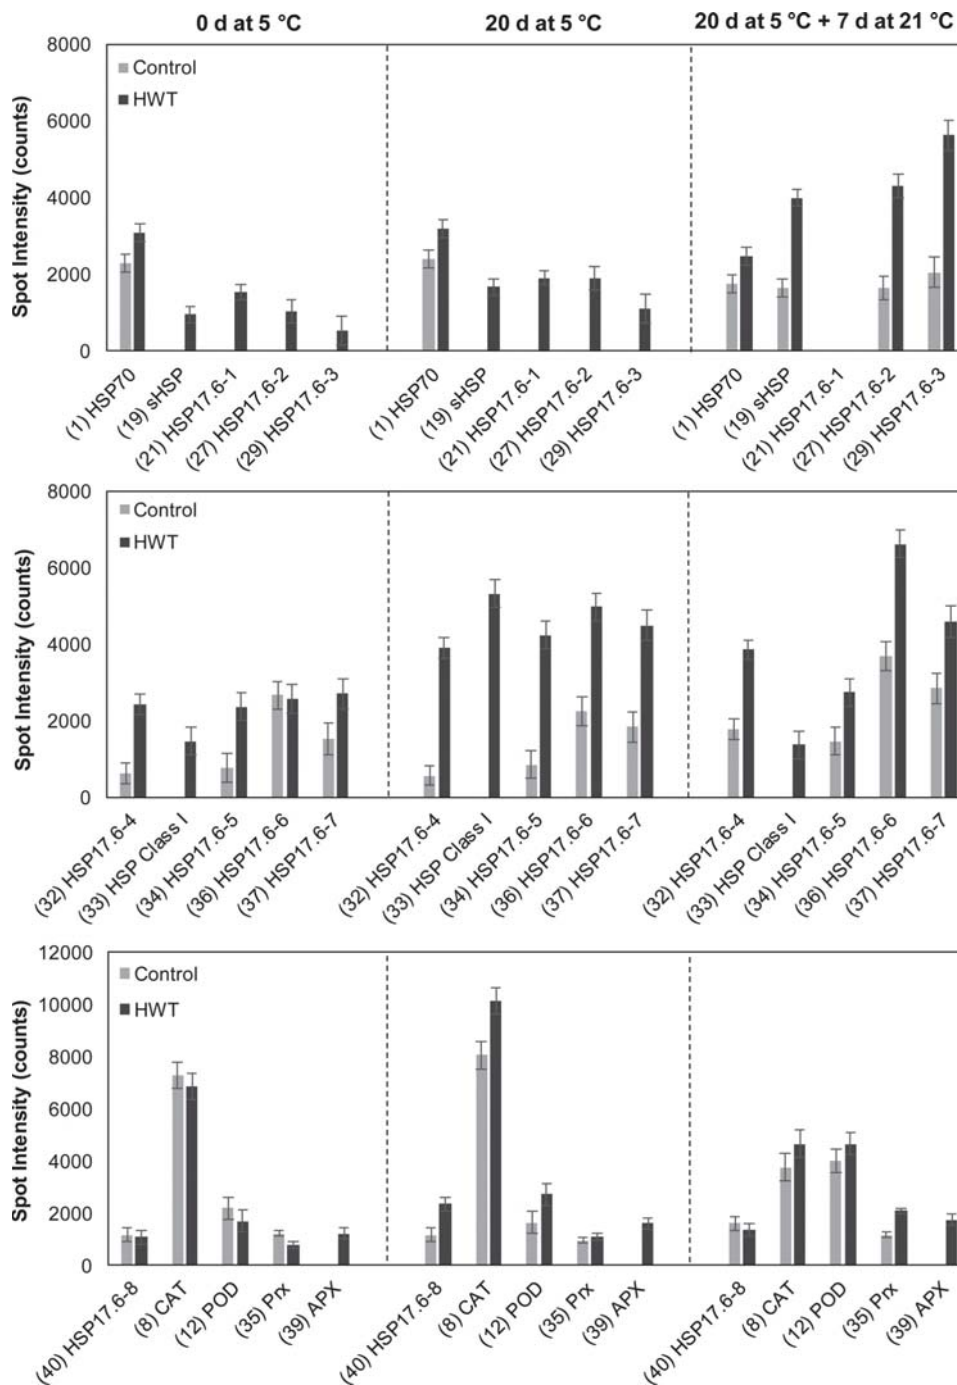 0 d at 5 °C
20 d at 5 °C
20 d at 5 °C + 7 d at 21 °C
Spot Intensity (counts)
8000
6000
4000
2000
0
Control
HWT
(1) HSP70
(19) sHSP
(21) HSP17.6-1
(27) HSP17.6-2
(29) HSP17.6-3
(1) HSP70
(19) sHSP
(21) HSP17.6-1
(27) HSP17.6-2
(29) HSP17.6-3
(1) HSP70
(19) sHSP
(21) HSP17.6-1
(27) HSP17.6-2
(29) HSP17.6-3
Spot Intensity (counts)
8000
6000
4000
2000
0
Control
HWT
(32) HSP17.6-4
(33) HSP Class I
(34) HSP17.6-5
(36) HSP17.6-6
(37) HSP17.6-7
(32) HSP17.6-4
(33) HSP Class I
(34) HSP17.6-5
(36) HSP17.6-6
(37) HSP17.6-7
(32) HSP17.6-4
(33) HSP Class I
(34) HSP17.6-5
(36) HSP17.6-6
(37) HSP17.6-7
Spot Intensity (counts)
12000
10000
8000
6000
4000
2000
0
Control
HWT
(40) HSP17.6-8
(8) CAT
(12) POD
(35) Prx
(39) APX
(40) HSP17.6-8
(8) CAT
(12) POD
(35) Prx
(39) APX
(40) HSP17.6-8
(8) CAT
(12) POD
(35) Prx
(39) APX